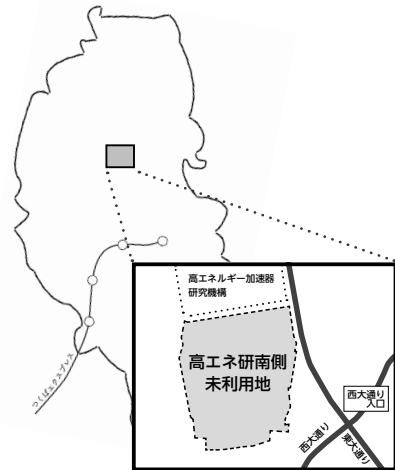 つくばエクスプレス
高エネルギー加速器
研究機構
高エネ研南側
未利用地
西大通り
入口
西大通り
東大通り